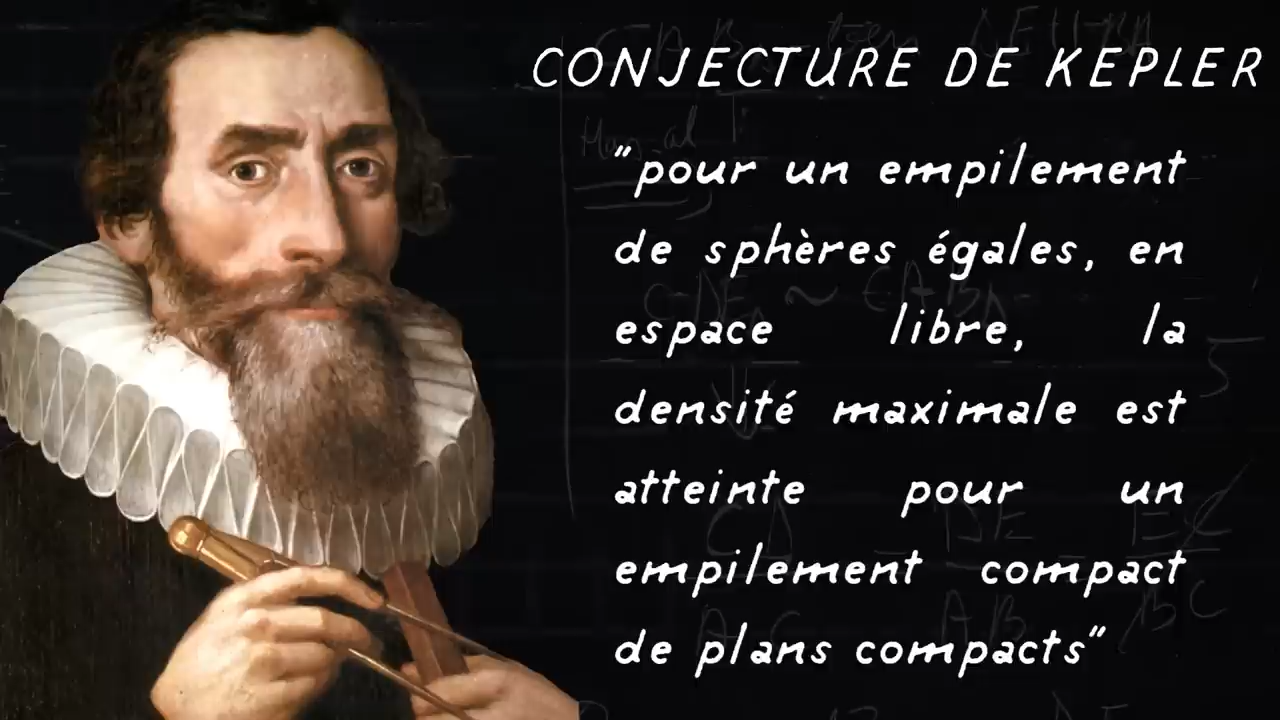 CONJECTURE DE KEPLER
"pour un empilement
de sphères égales, en
espace libre, la
densité maximale est
atteinte pour un
empilement compact
de plans compacts"